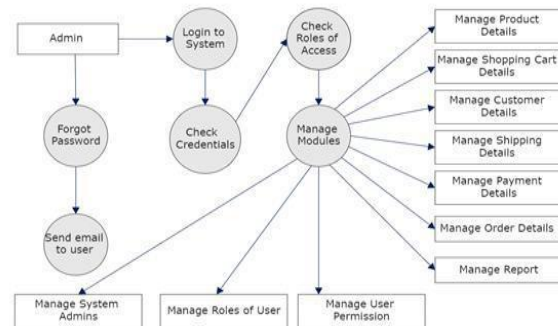 Admin
Login to
System
Check
Roles of
Access
Manage Product
Details
Manage Shopping Cart
Details
Manage Customer
Details
Forgot
Password
Check
Credentials
Manage
Modules
Manage Shipping
Details
Manage Payment
Details
Send email
to user
Manage Order Details
Manage Report
Manage System
Admins
Manage Roles of User
Manage User
Permission